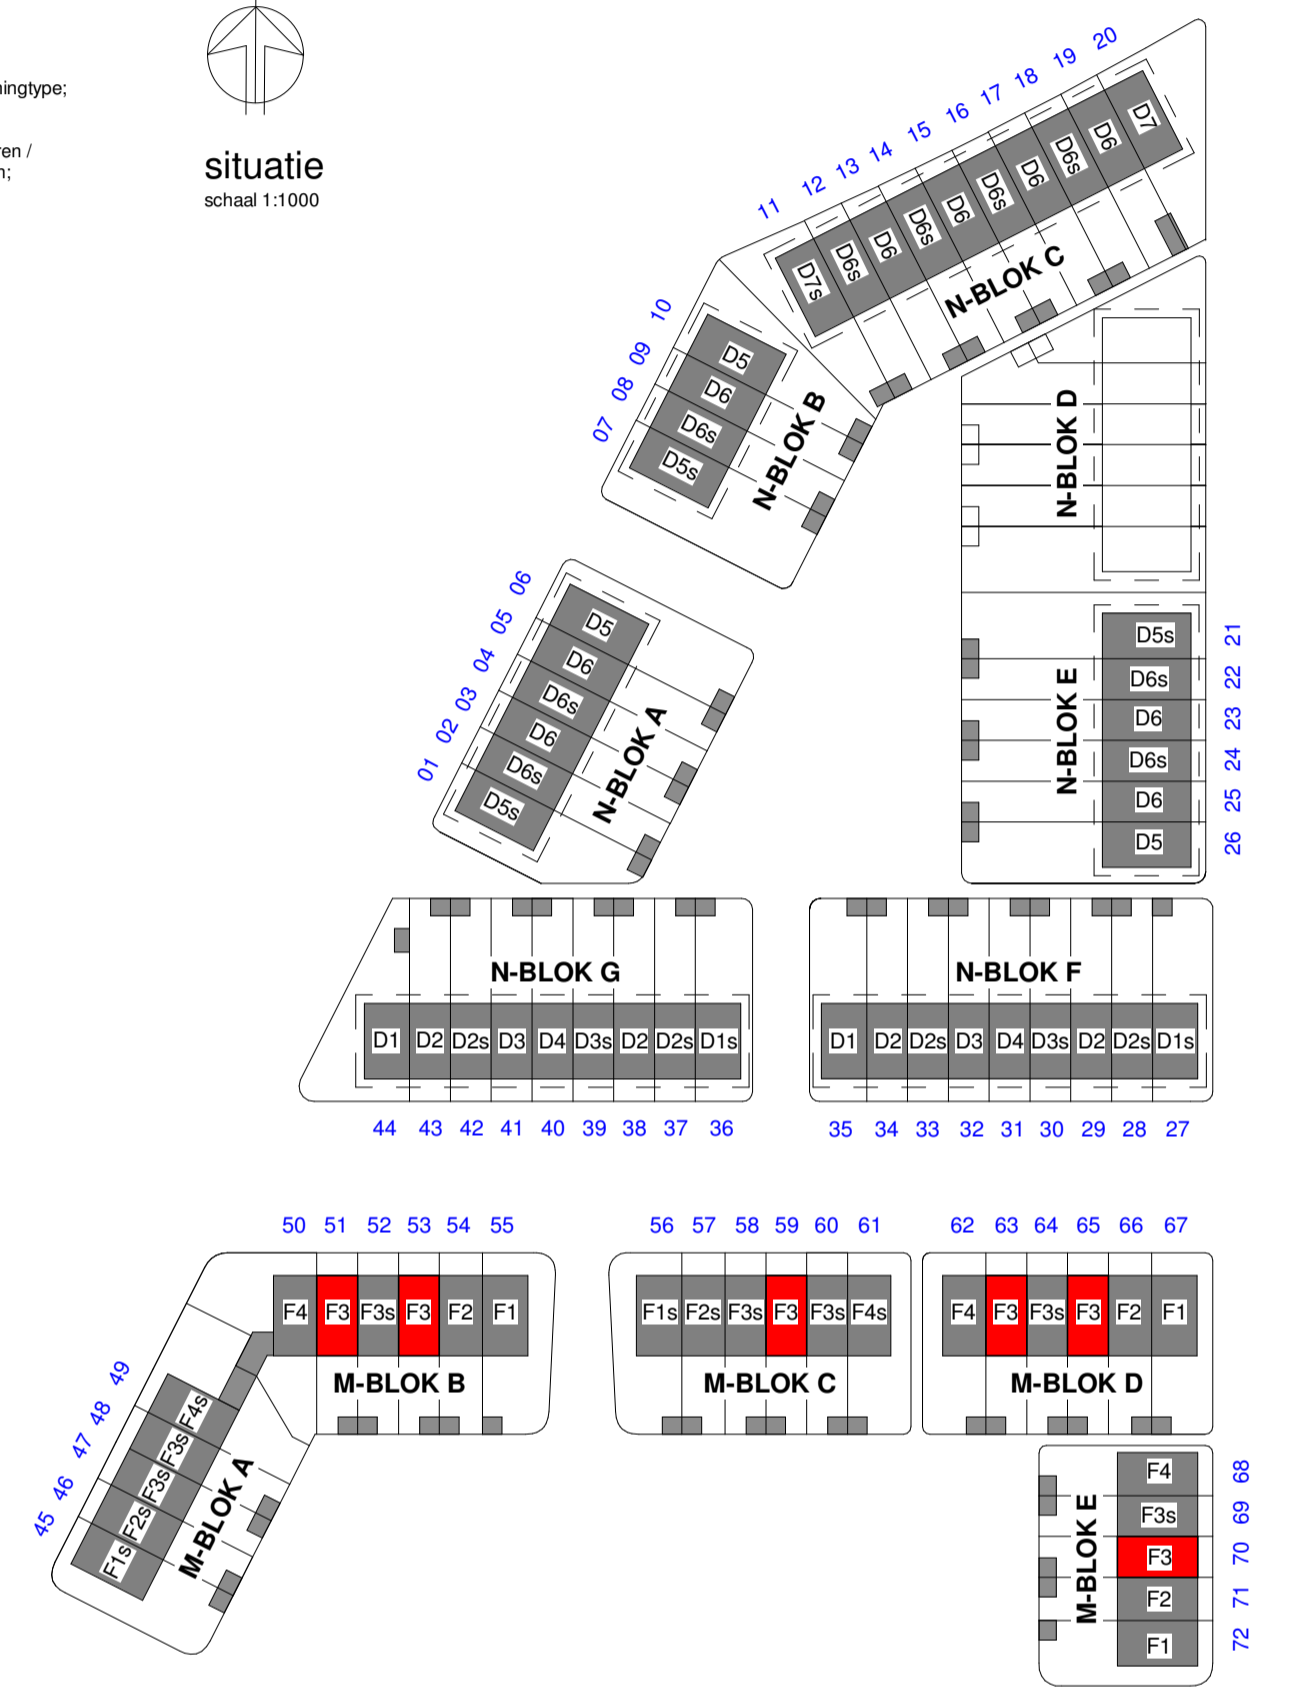 ningtype;
ren /
n;
situatie
schaal 1:1000
11 12 13 14 15 16 17 18 19 20
D7s D6s D6 D6s D6 D6s D6 D6s D6 D7
N-BLOK C
10
09
08
07
D5
D6
D6s
D5s
N-BLOK B
N-BLOK D
06
05
04
03
02
01
D5
D6
D6s
D6
D6s
D5s
N-BLOK A
N-BLOK E
D5s 21
D6s 22
D6 23
D6s 24
D6 25
D5 26
N-BLOK G
D1 D2 D2s D3 D4 D3s D2 D2s D1s
44 43 42 41 40 39 38 37 36
N-BLOK F
D1 D2 D2s D3 D4 D3s D2 D2s D1s
35 34 33 32 31 30 29 28 27
50 51 52 53 54 55
F4 F3 F3s F3 F2 F1
M-BLOK B
56 57 58 59 60 61
F1s F2s F3s F3 F3s F4s
M-BLOK C
62 63 64 65 66 67
F4 F3 F3s F3 F2 F1
M-BLOK D
49
48
47
46
45
F4s
F3s
F3s
F2s
F1s
M-BLOK A
M-BLOK E
F4 68
F3s 69
F3 70
F2 71
F1 72